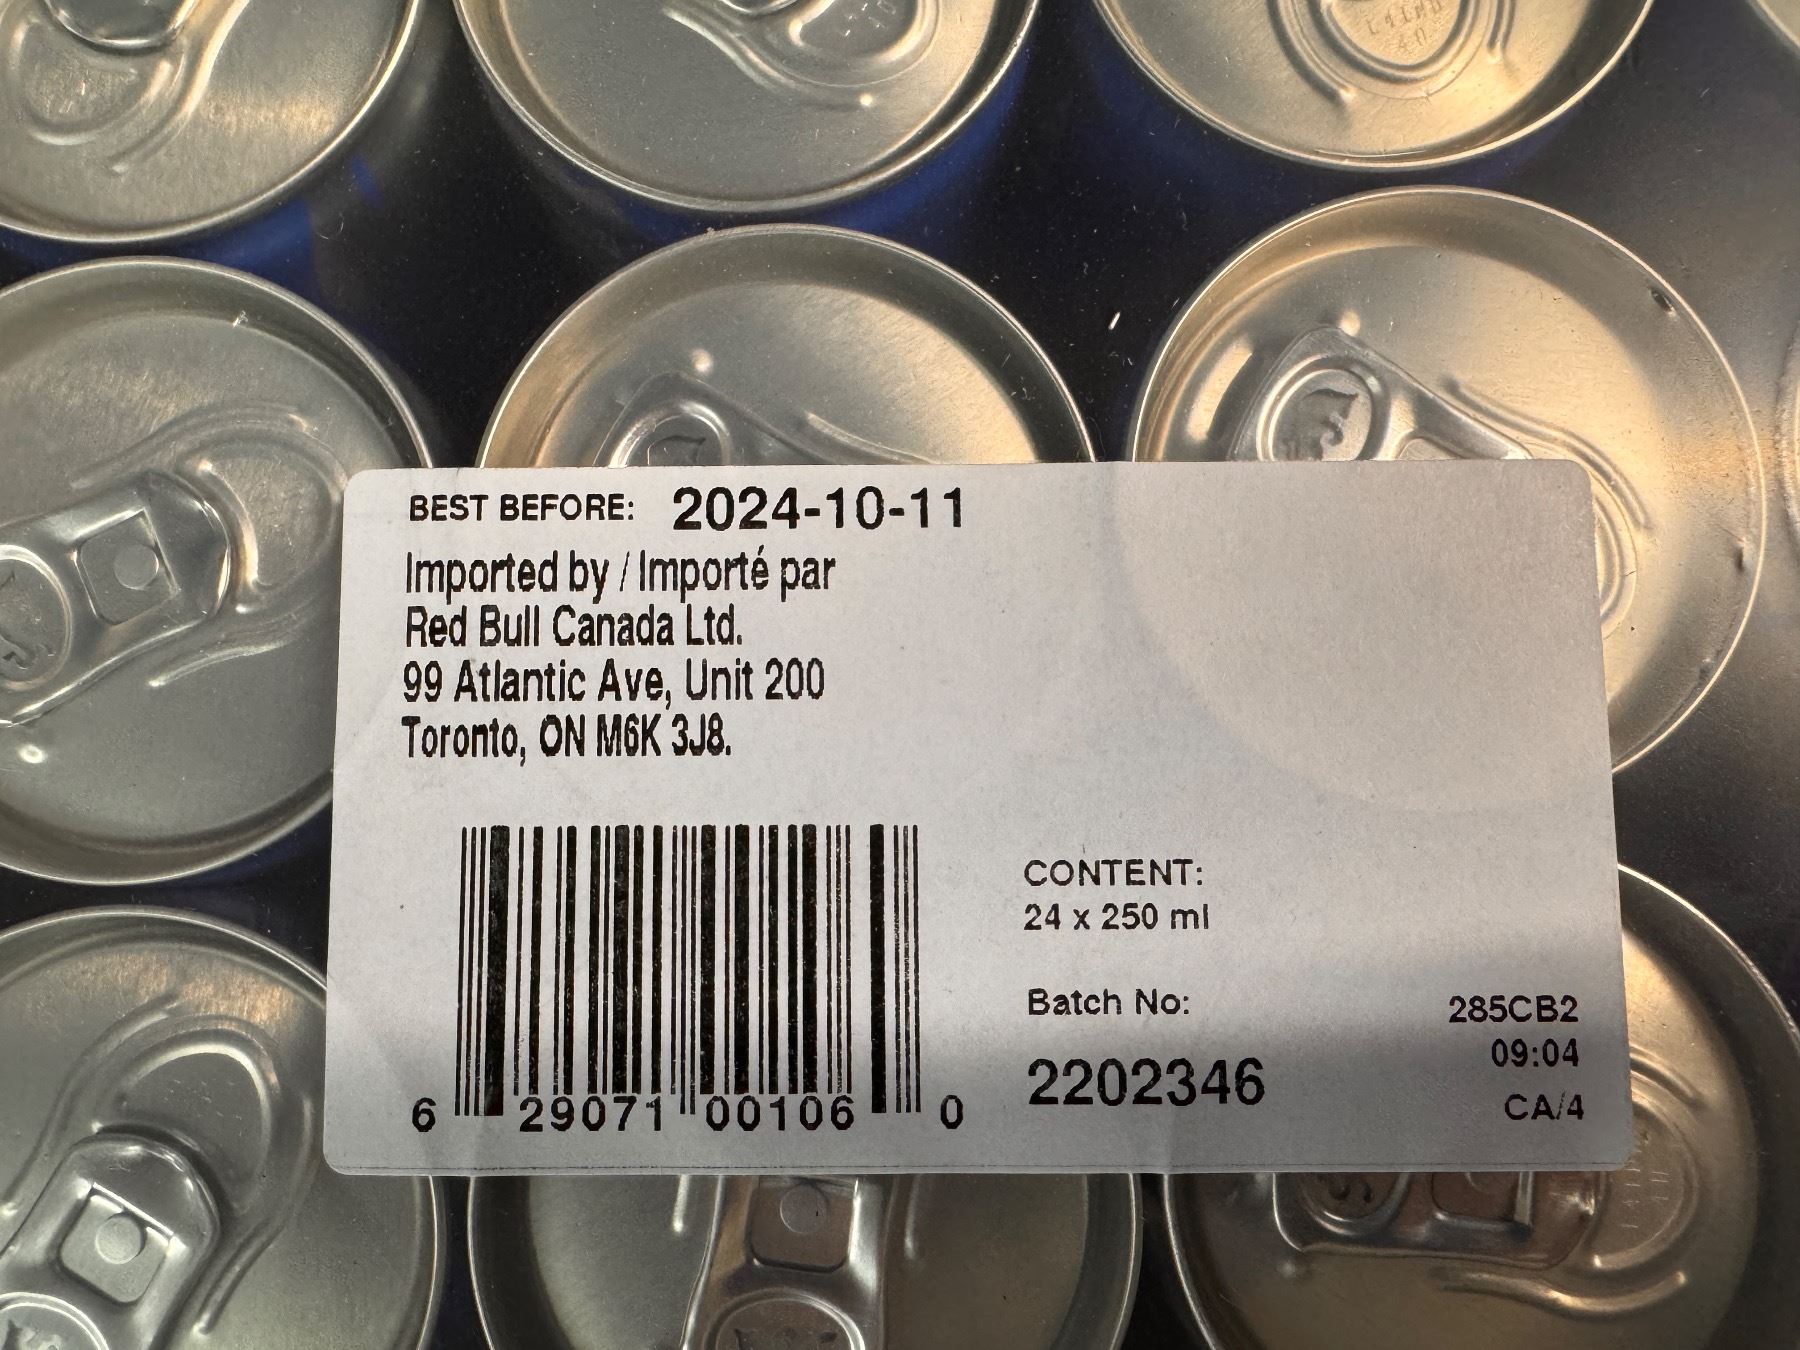 BEST BEFORE: 2024-10-11
Imported by / Importé par
Red Bull Canada Ltd.
99 Atlantic Ave, Unit 200
Toronto, ON M6K 3J8.
CONTENT:
24 x 250 ml
Batch No: 285CB2
09:04
2202346 CA/4
6 29071 00106 0